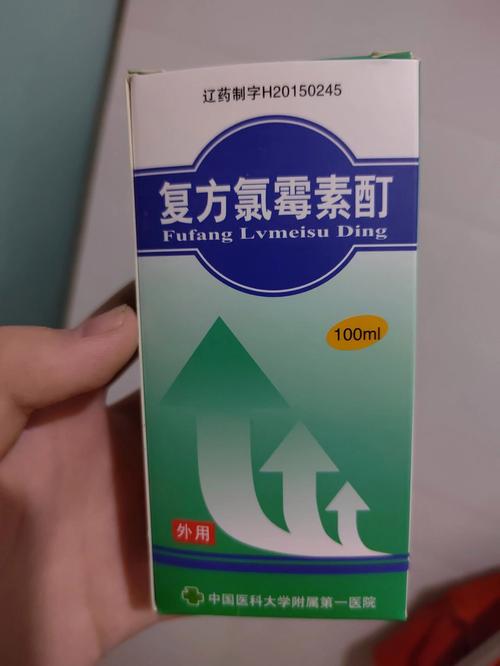 辽药制字H20150245
复方氯霉素酊
Fufang Lvmeisu Ding
100ml
外用
中国医科大学附属第一医院